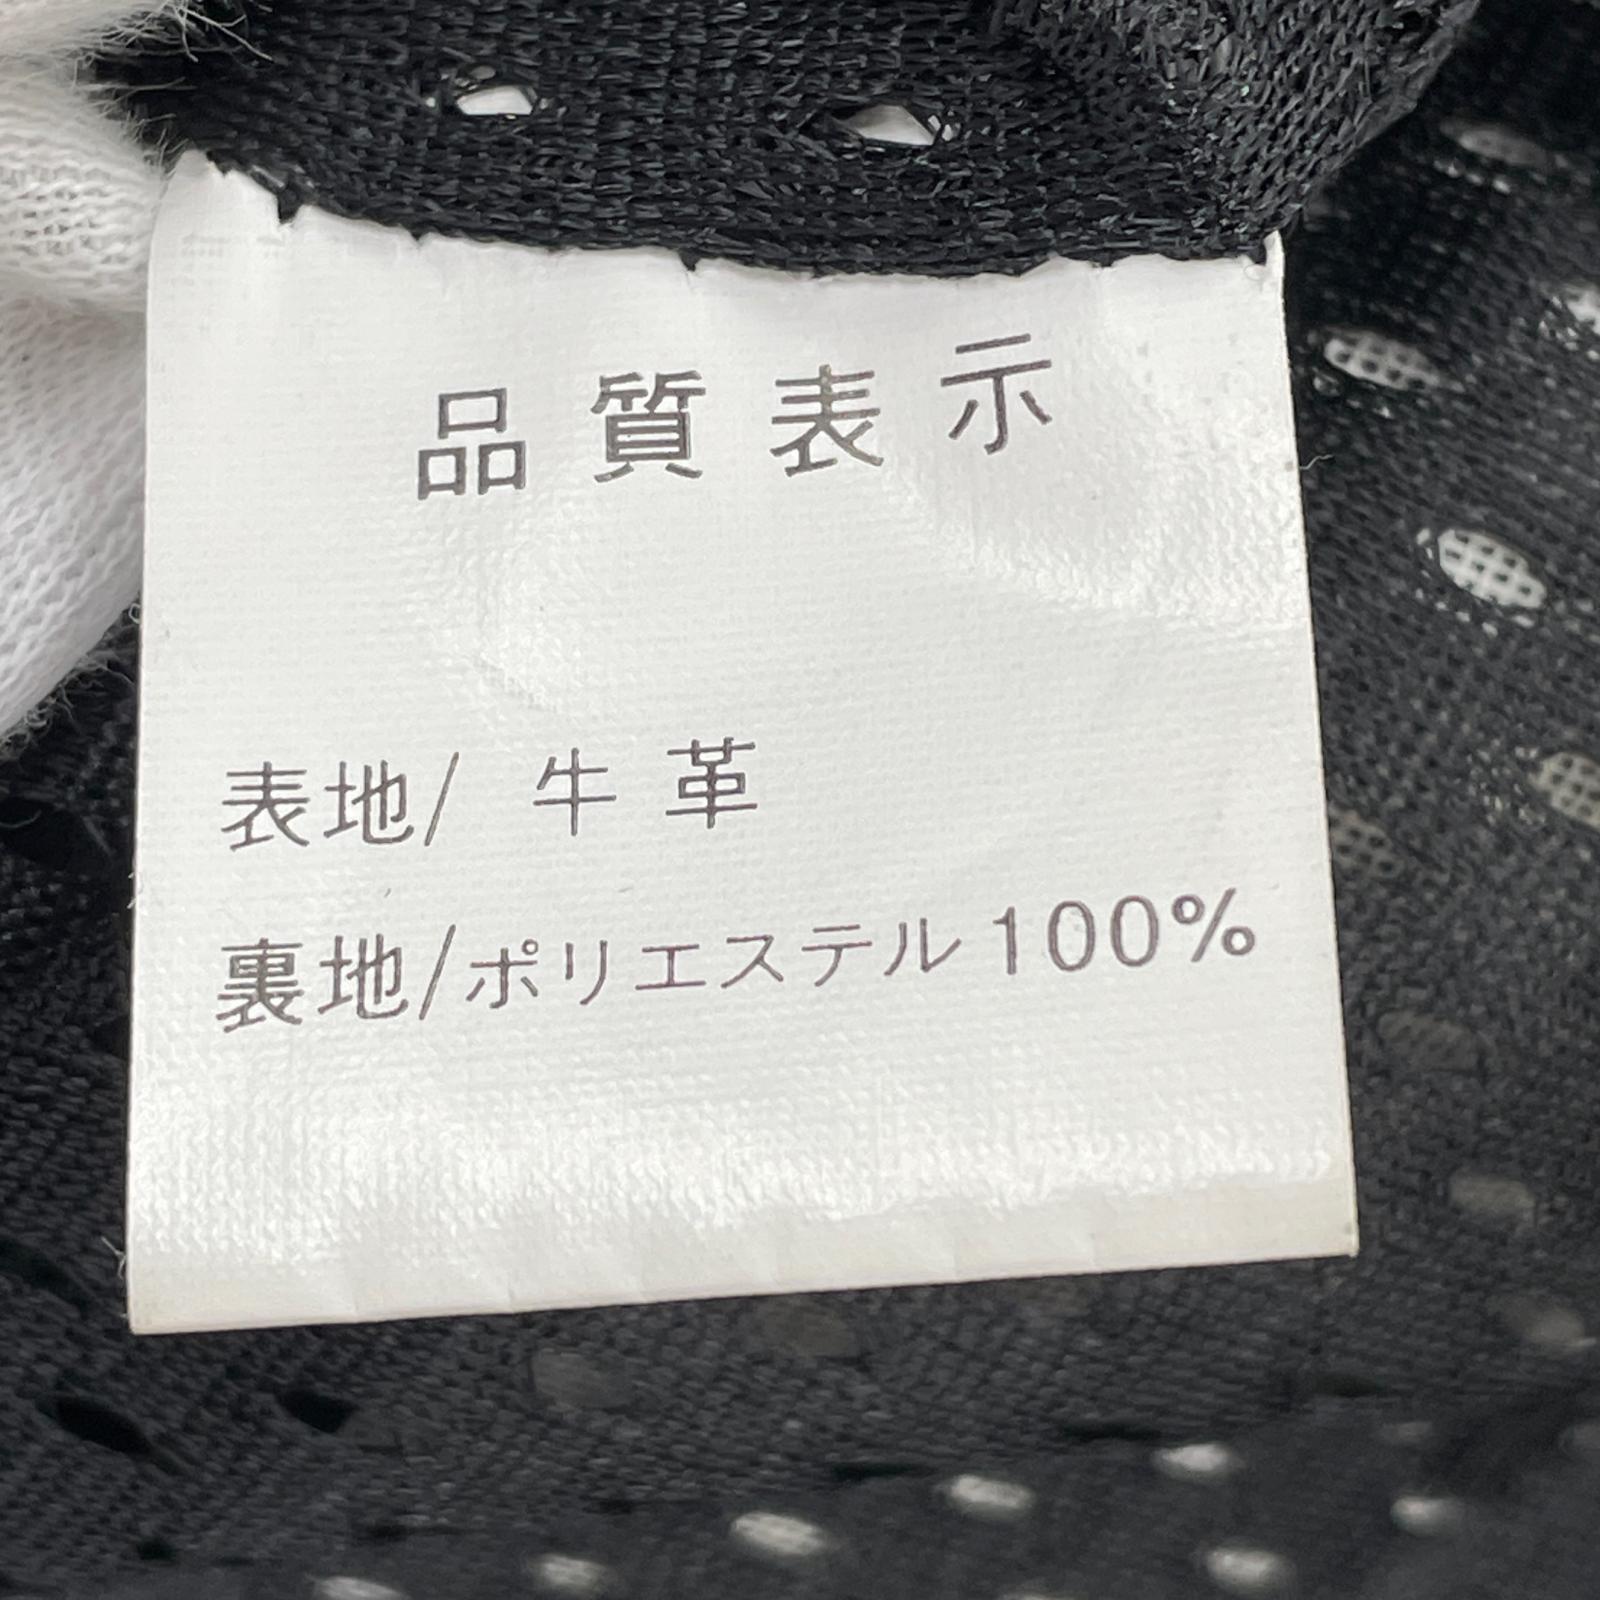 品質表示
表地/ 牛革
裏地/ポリエステル100%